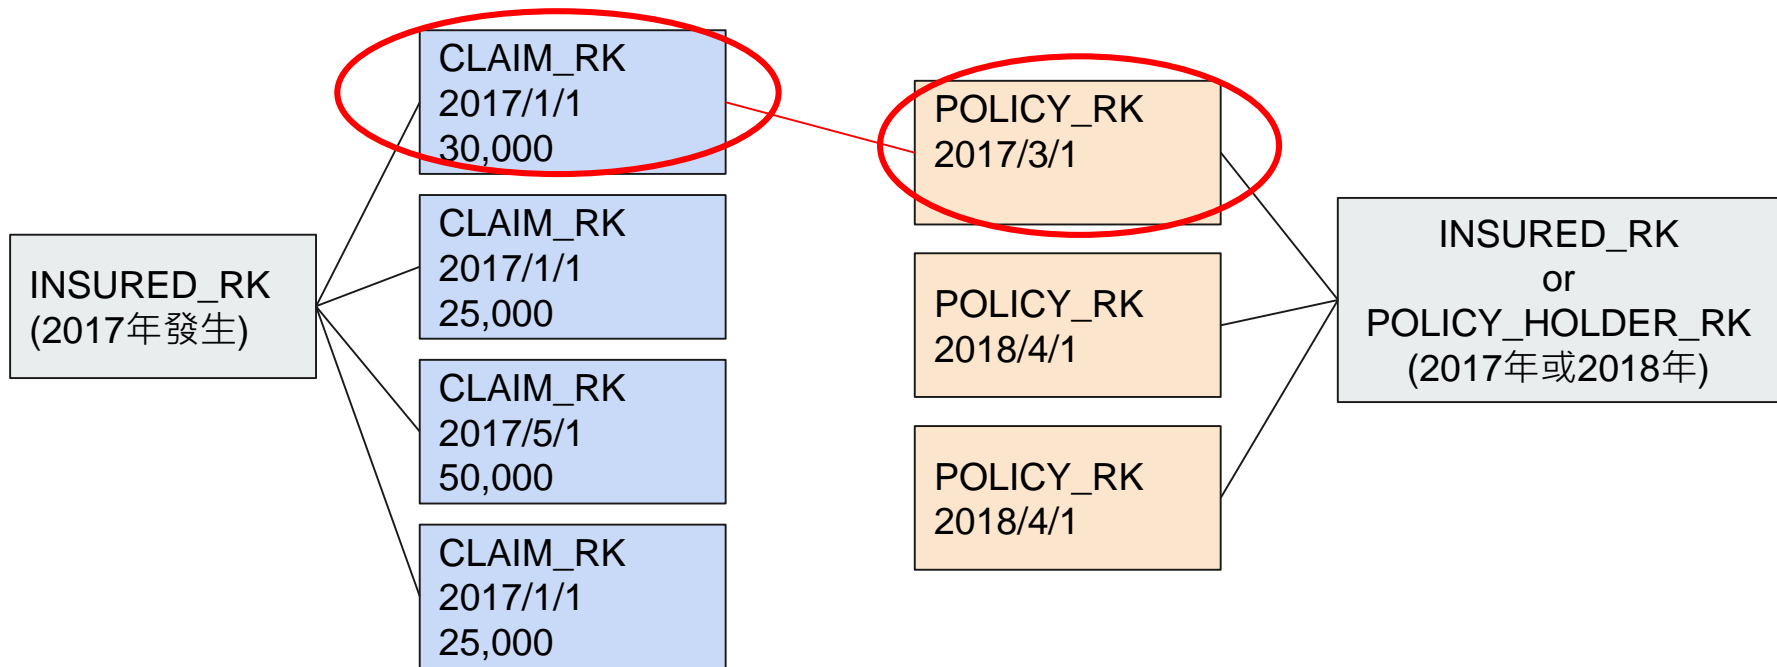 INSURED_RK
(2017年發生)
CLAIM_RK
2017/1/1
30,000
CLAIM_RK
2017/1/1
25,000
CLAIM_RK
2017/5/1
50,000
CLAIM_RK
2017/1/1
25,000
POLICY_RK
2017/3/1
POLICY_RK
2018/4/1
POLICY_RK
2018/4/1
INSURED_RK
or
POLICY_HOLDER_RK
(2017年或2018年)